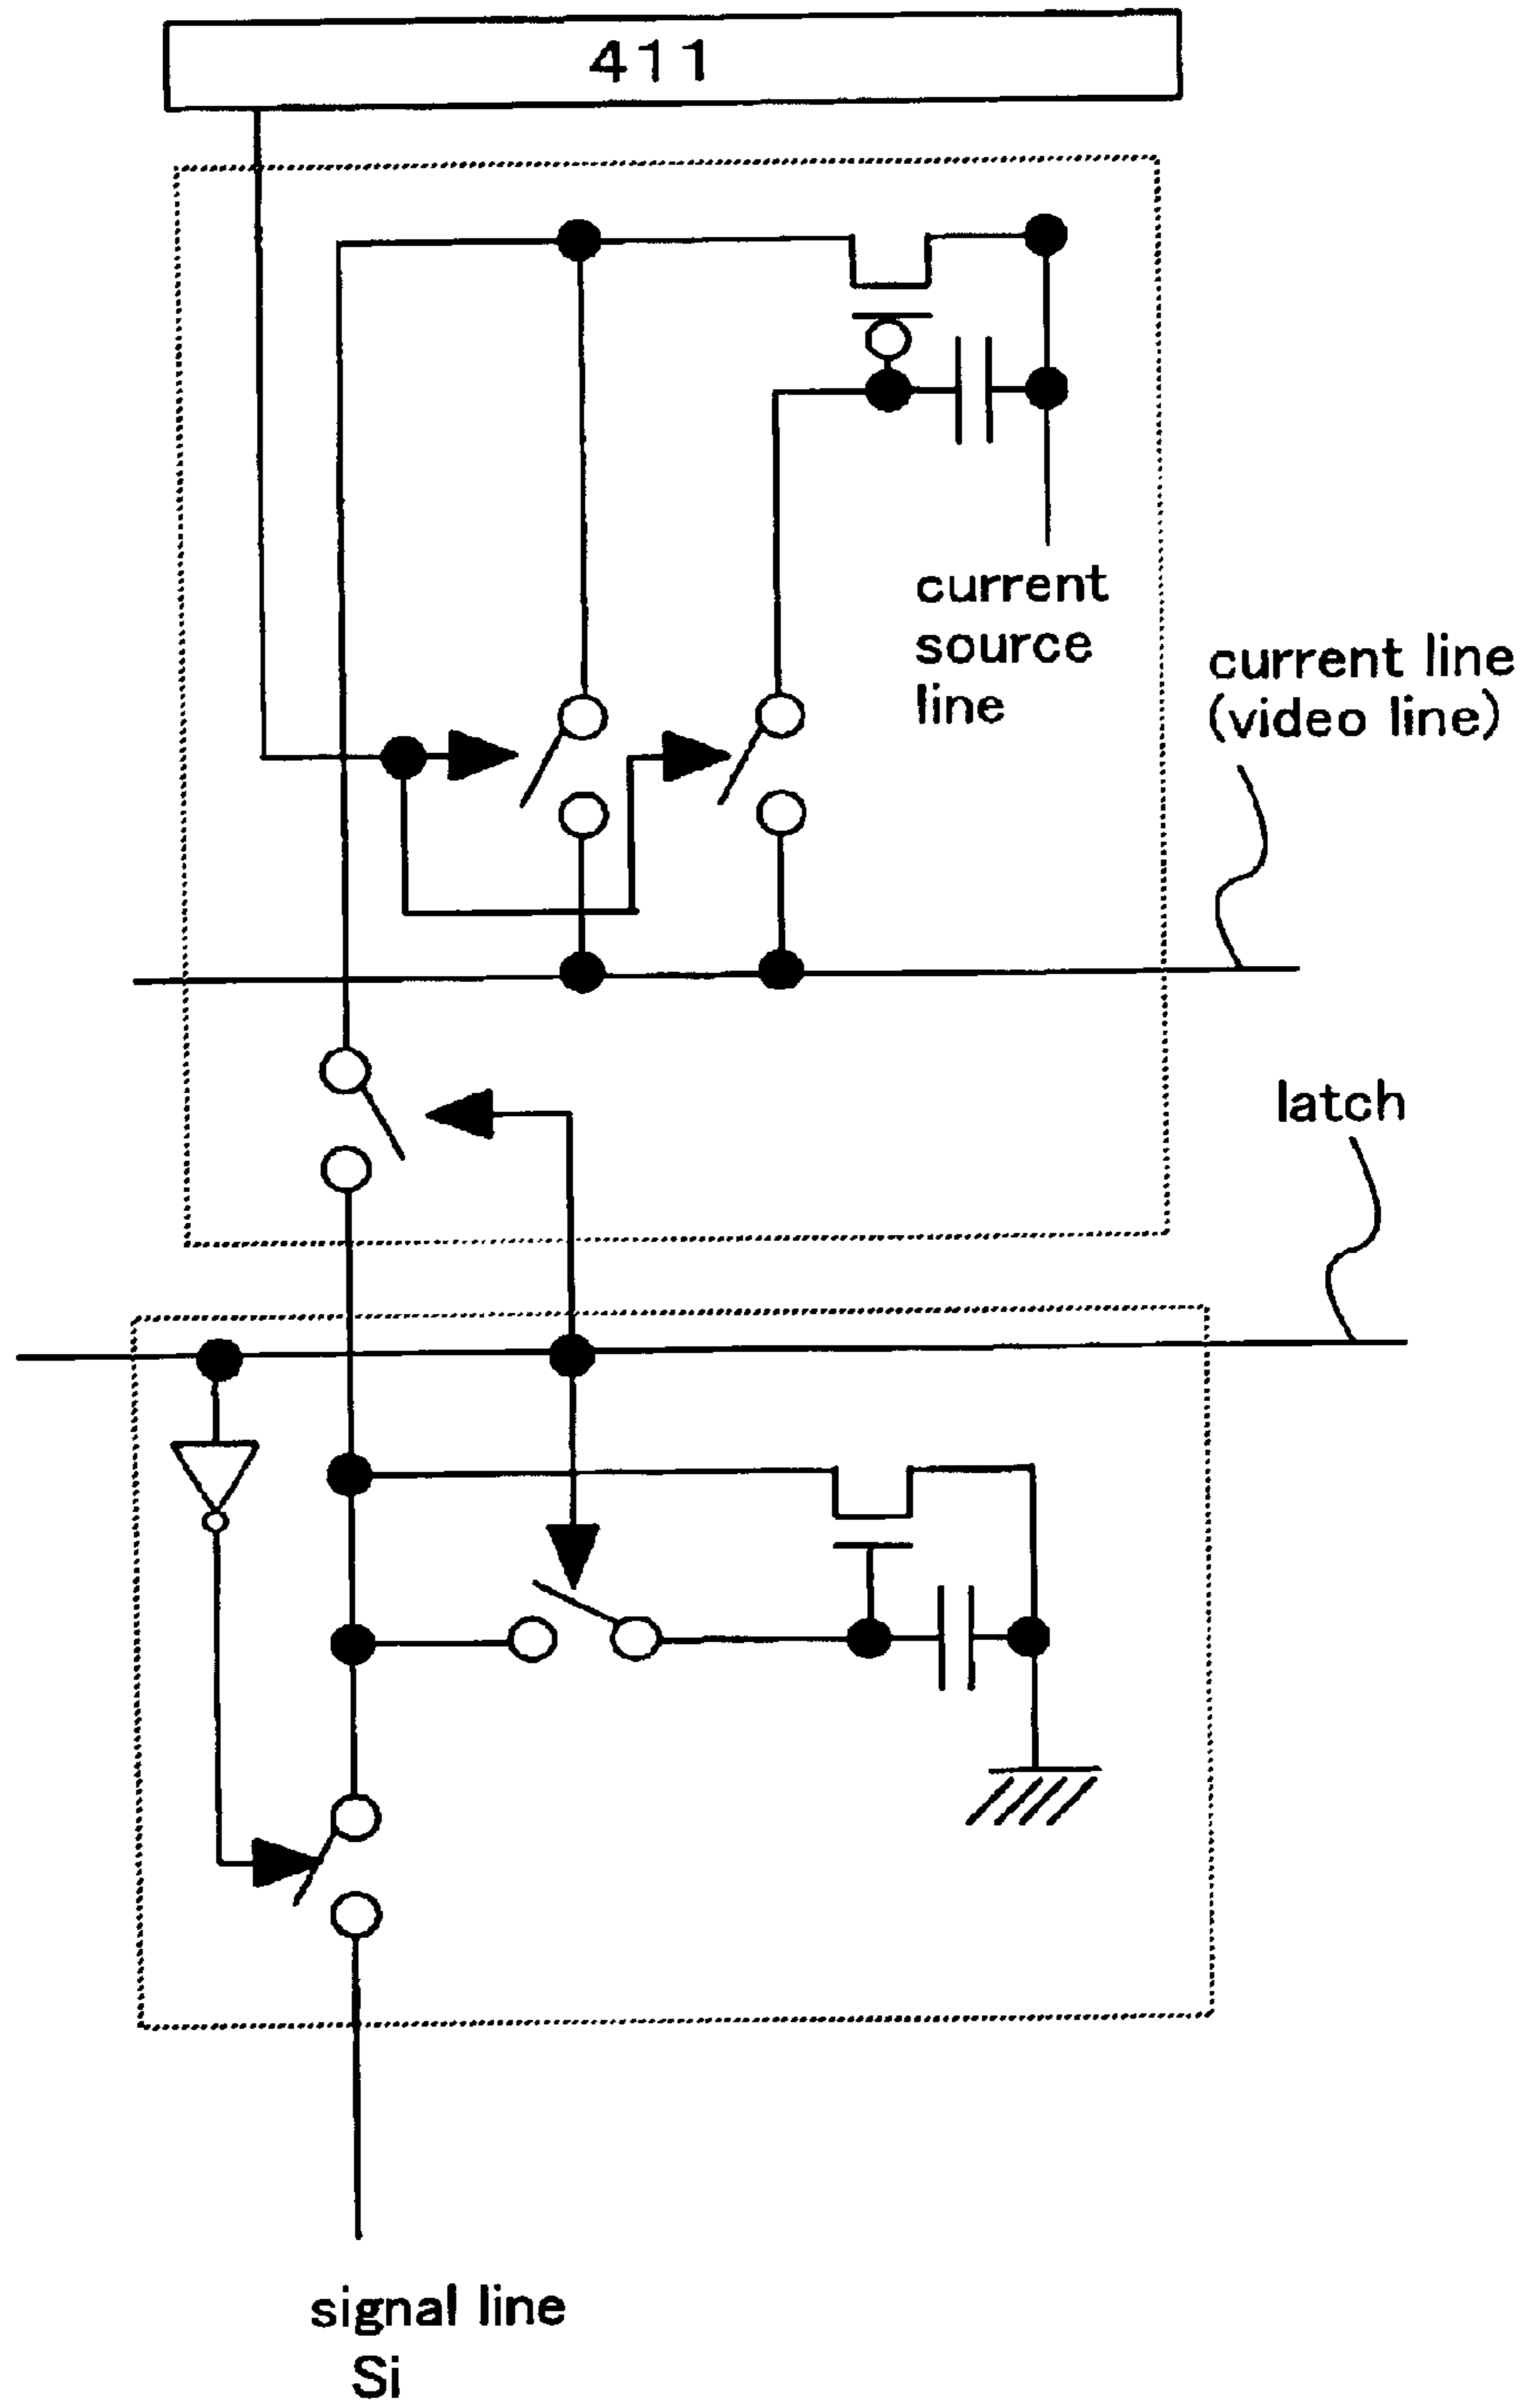 411
current
source
line
current line
(video line)
latch
signal line
Si